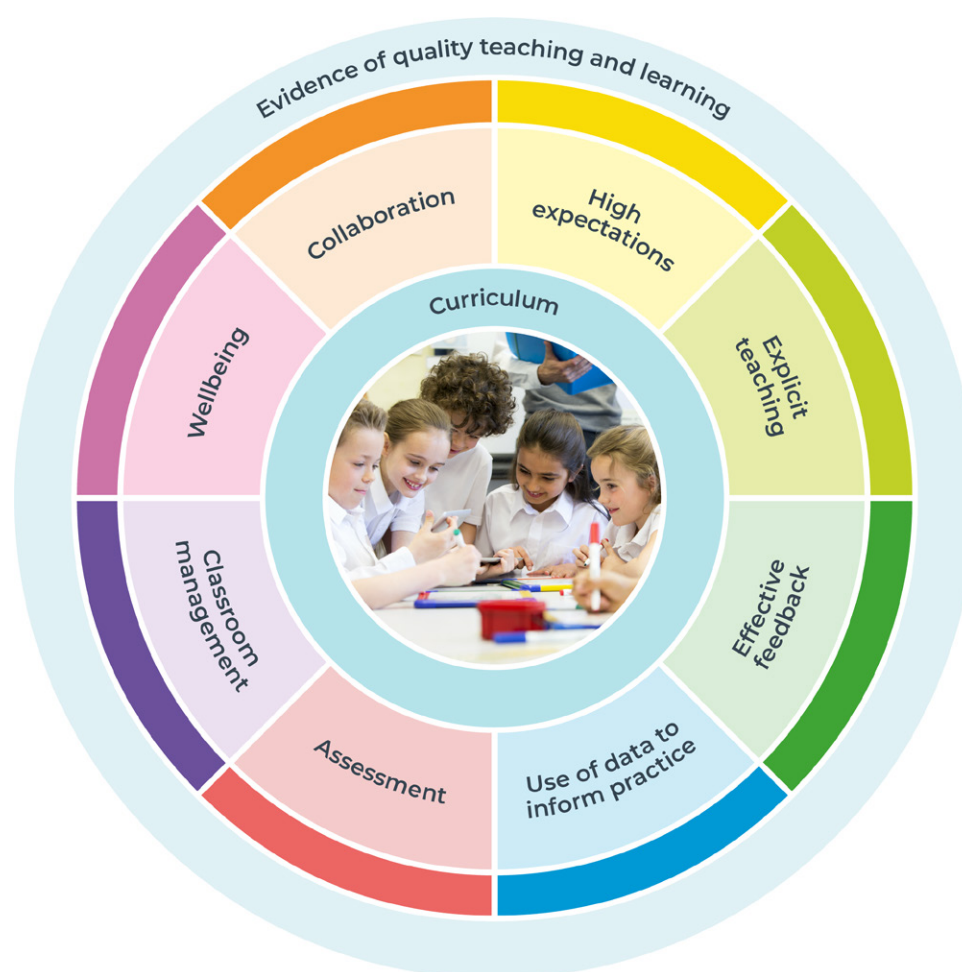 Evidence of quality teaching and learning
High
expectations
Explicit
teaching
Effective
feedback
Use of data to
inform practice
Assessment
Classroom
management
Wellbeing
Collaboration
Curriculum